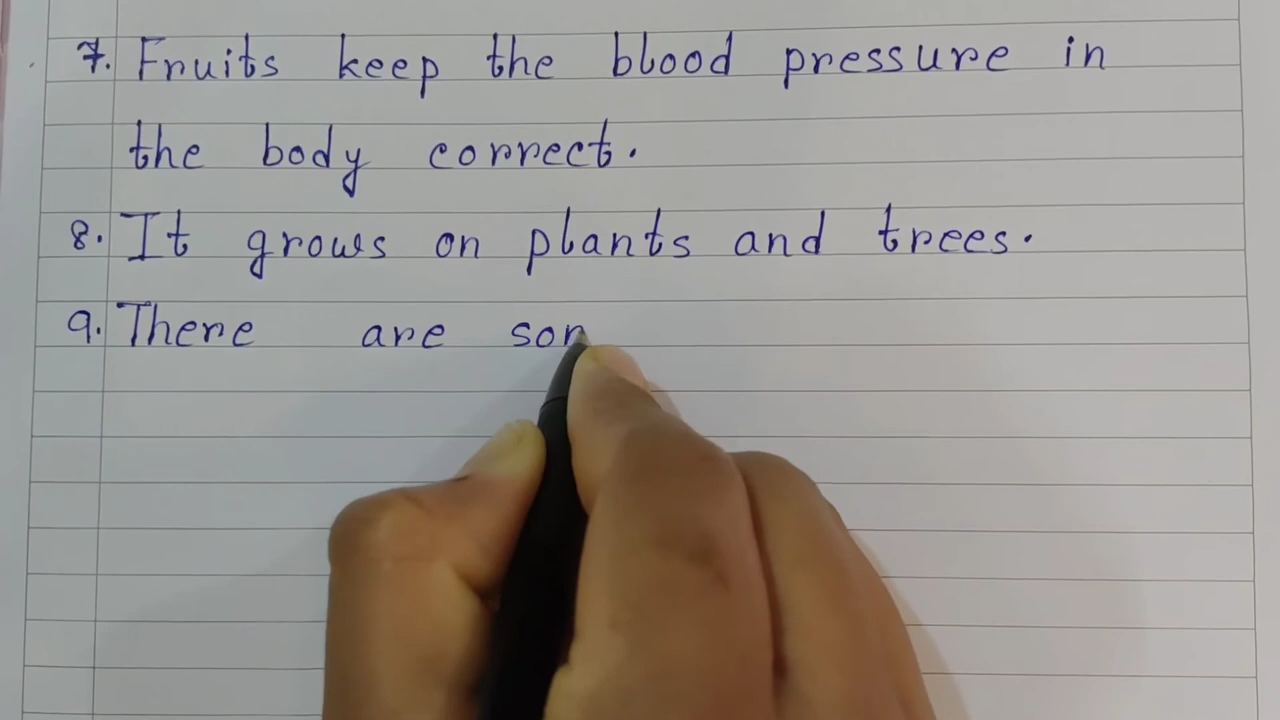 7. Fruits keep the blood pressure in
the body correct.
8. It grows on plants and trees.
9. There are